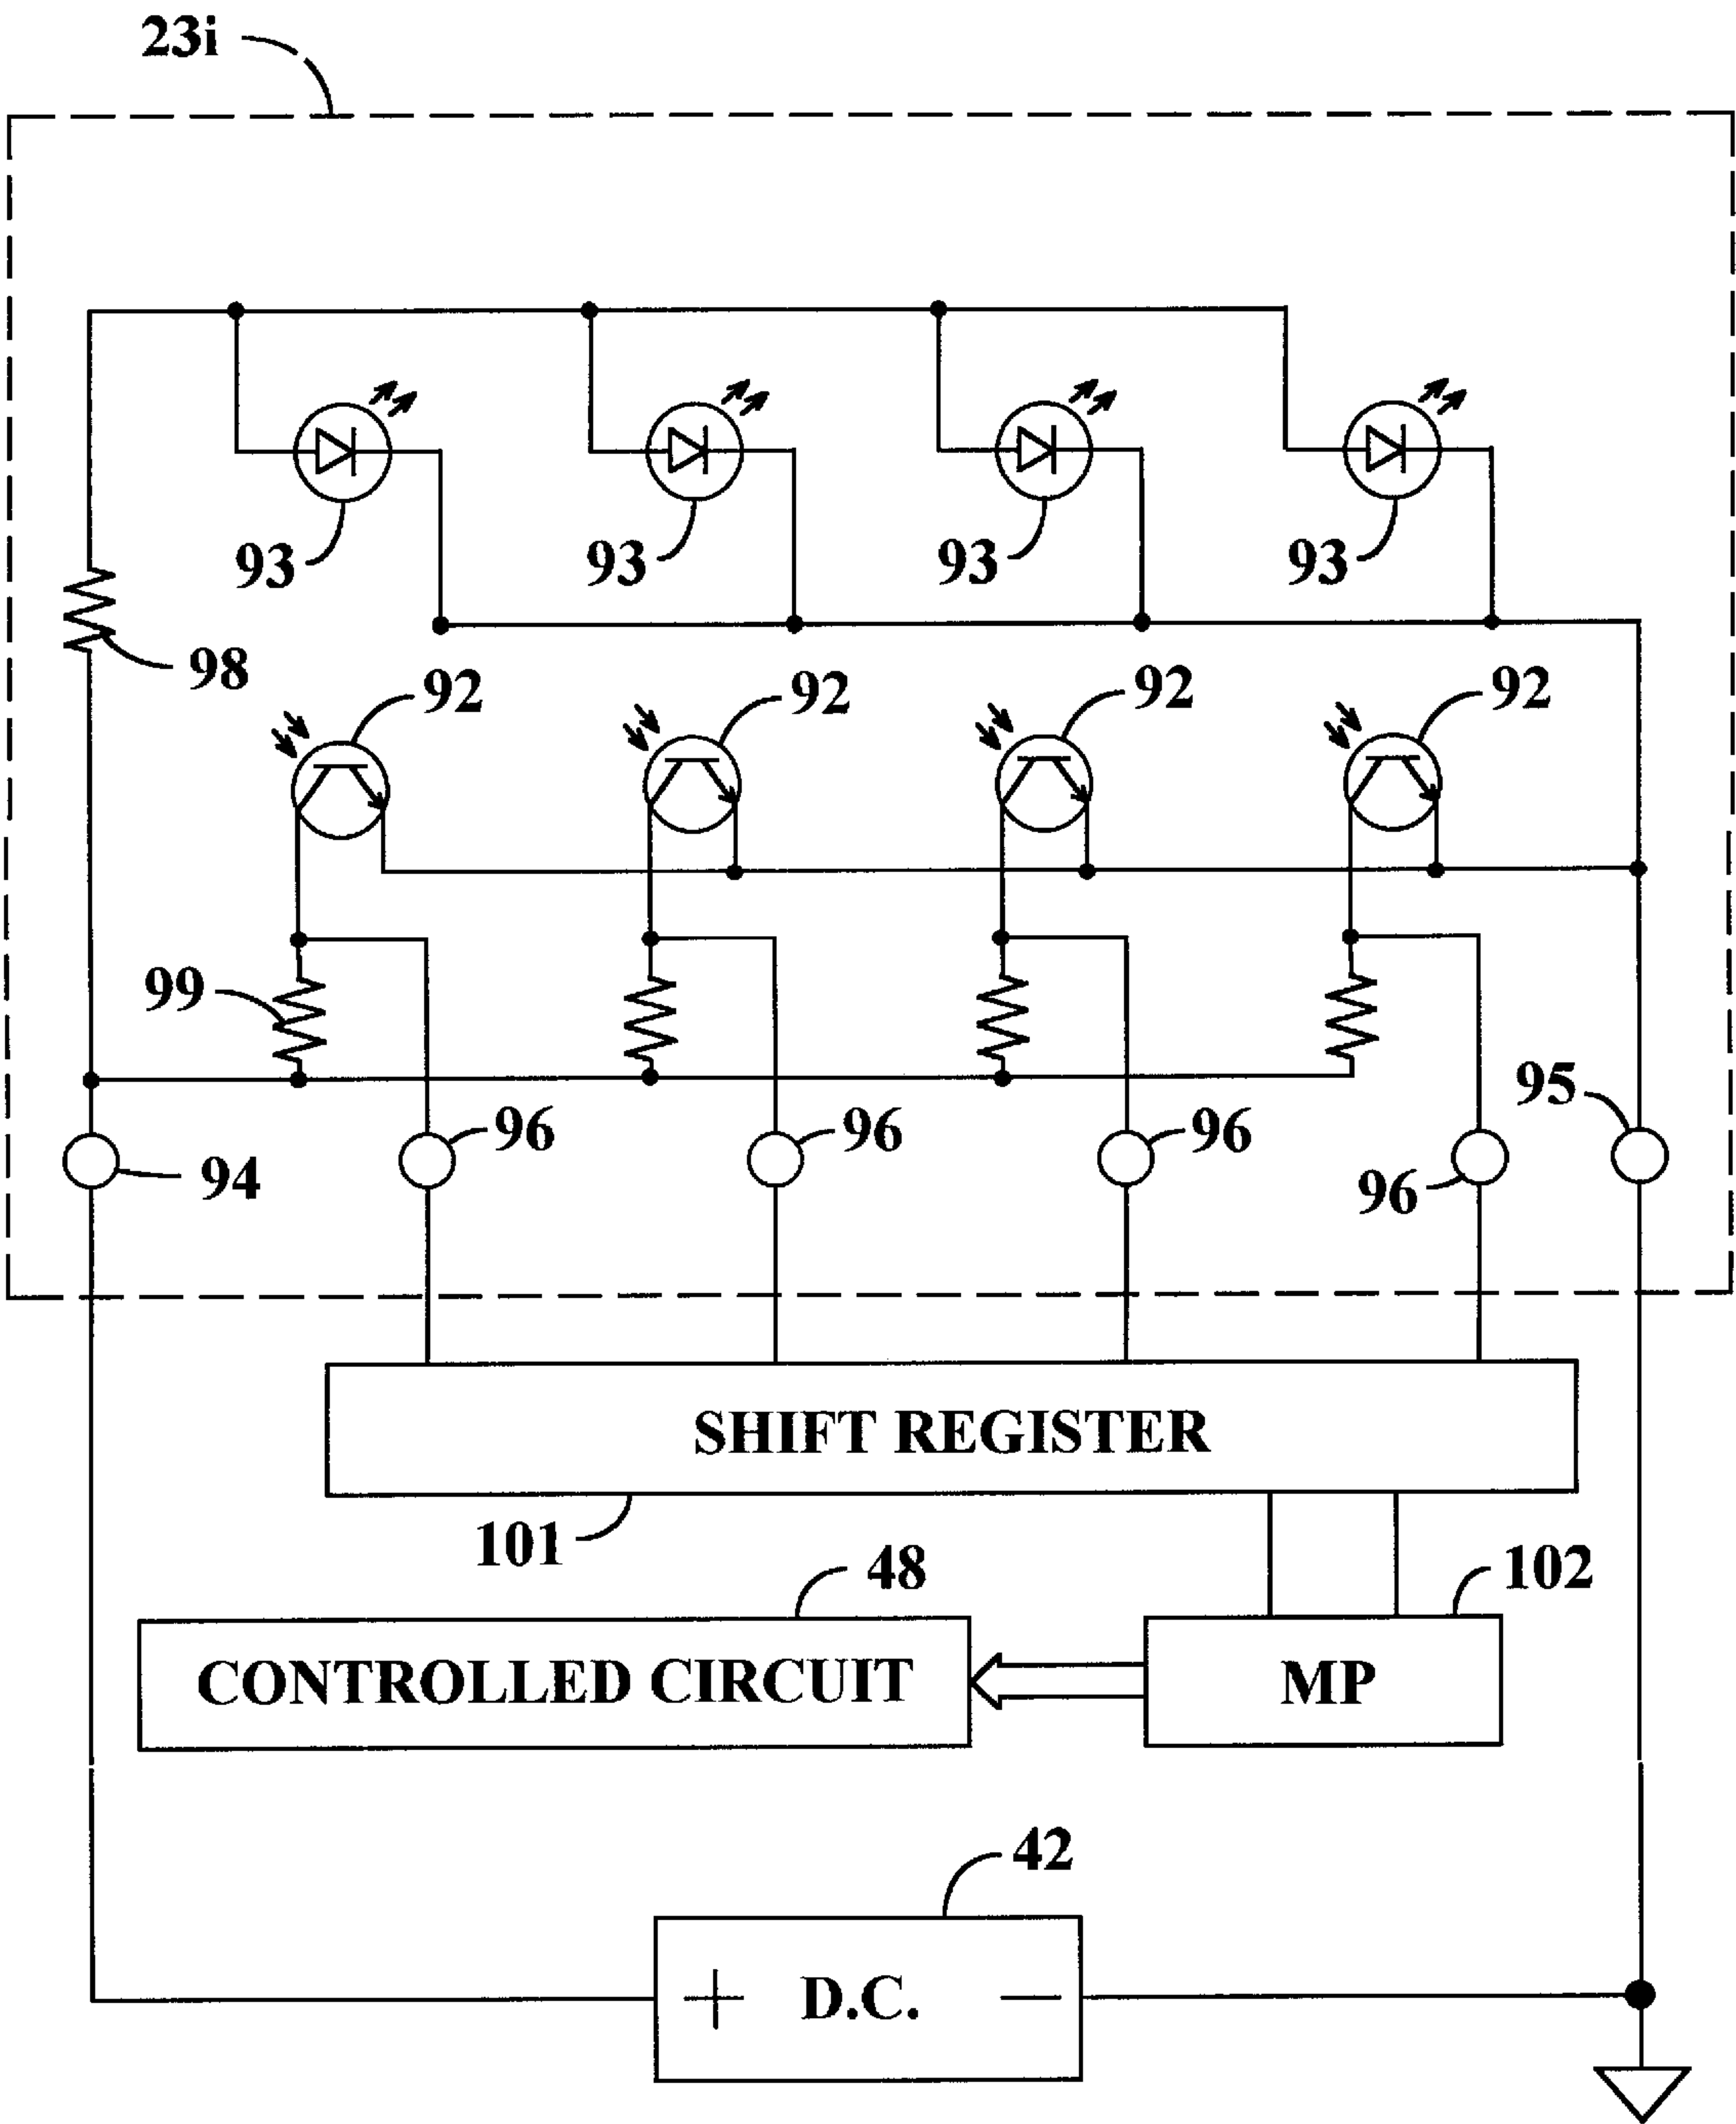 23i
93 93 93 93
98
92 92 92 92
99
95
96 96 96
94
96
SHIFT REGISTER
101
48
102
CONTROLLED CIRCUIT
MP
42
+ D.C. −